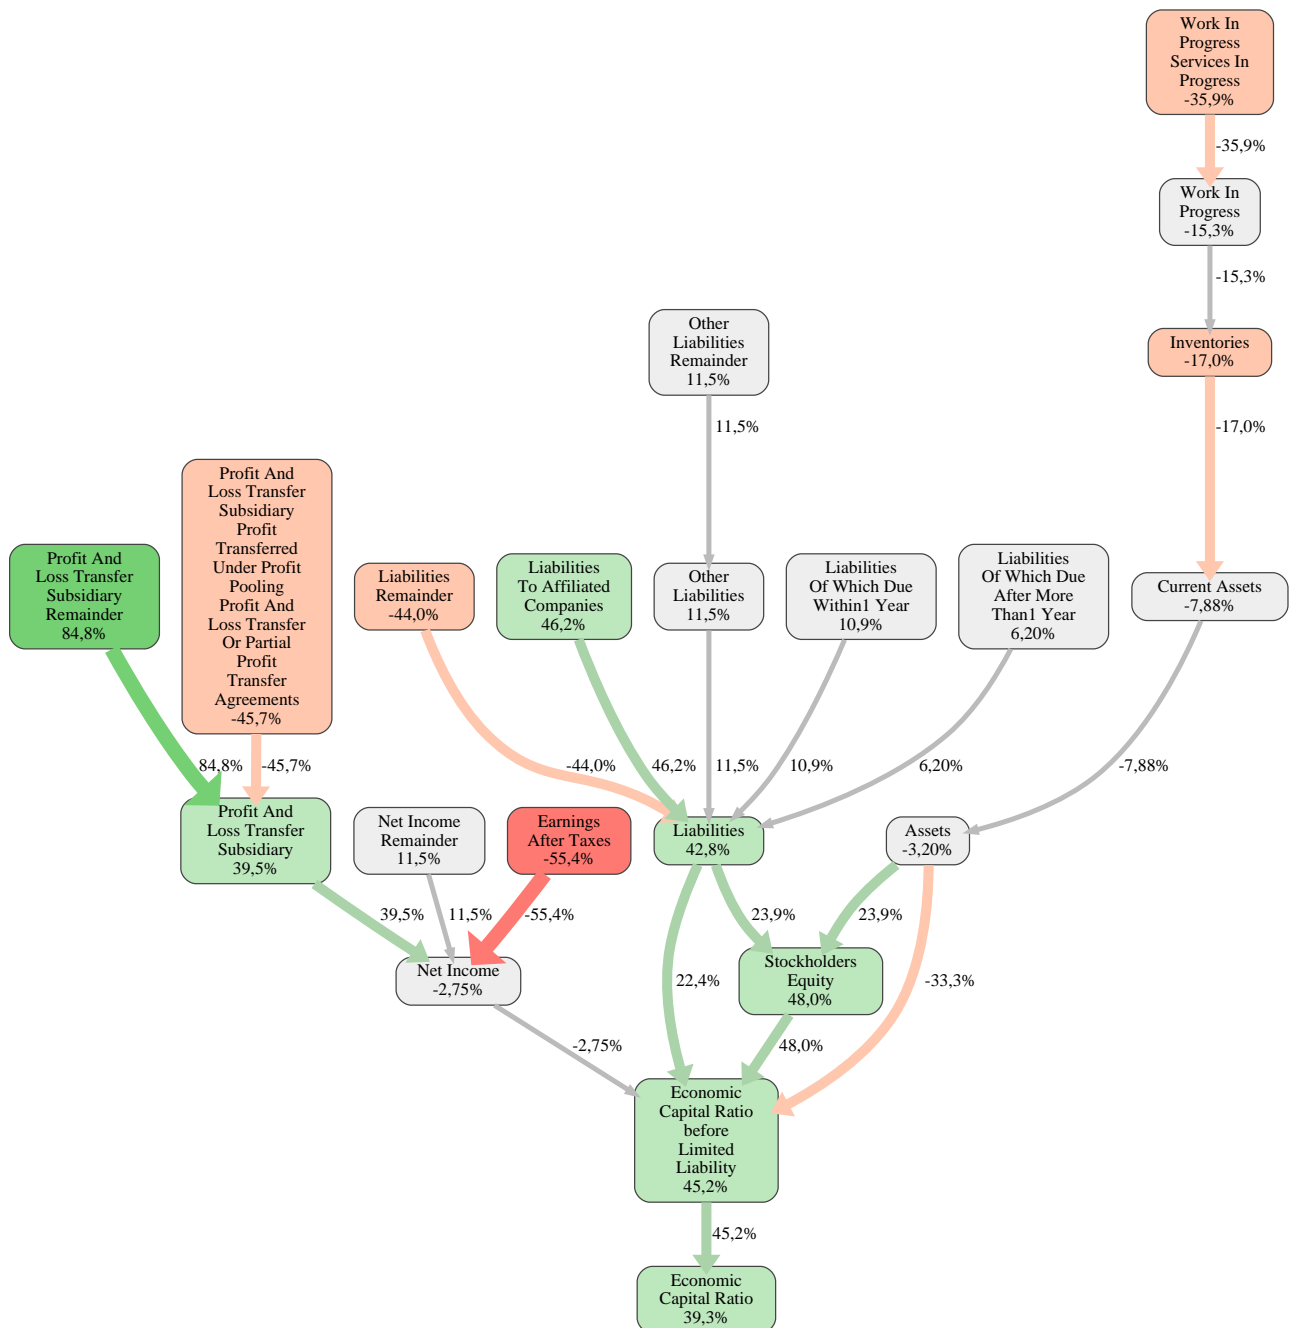 Work In
Progress
Services In
Progress
-35,9%
-35,9%
Work In
Progress
-15,3%
-15,3%
Other
Liabilities
Remainder
11,5%
Inventories
-17,0%
11,5%
-17,0%
Profit And
Loss Transfer
Subsidiary
Profit
Transferred
Under Profit
Pooling
Profit And
Loss Transfer
Or Partial
Profit
Transfer
Agreements
-45,7%
Profit And
Loss Transfer
Subsidiary
Remainder
84,8%
Liabilities
Remainder
-44,0%
Liabilities
To Affiliated
Companies
46,2%
Other
Liabilities
11,5%
Liabilities
Of Which Due
Within1 Year
10,9%
Liabilities
Of Which Due
After More
Than1 Year
6,20%
Current Assets
-7,88%
84,8%
-45,7%
-44,0%
46,2%
11,5%
10,9%
6,20%
-7,88%
Profit And
Loss Transfer
Subsidiary
39,5%
Net Income
Remainder
11,5%
Earnings
After Taxes
-55,4%
Liabilities
42,8%
Assets
-3,20%
39,5%
11,5%
-55,4%
23,9%
23,9%
Net Income
-2,75%
22,4%
Stockholders
Equity
48,0%
-33,3%
-2,75%
48,0%
Economic
Capital Ratio
before
Limited
Liability
45,2%
45,2%
Economic
Capital Ratio
39,3%